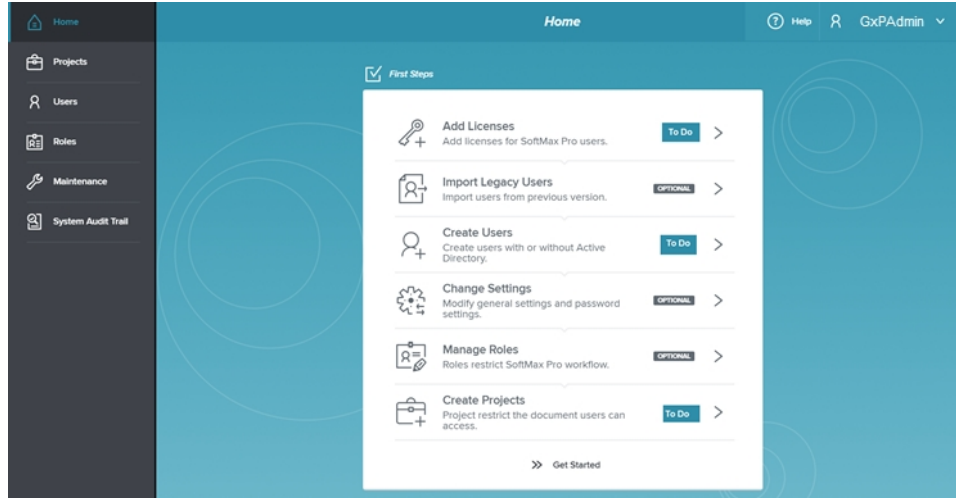 Home
Home
Help
GxPAdmin
Projects
Users
Roles
Maintenance
System Audit Trail
First Steps
Add Licenses
Add licenses for SoftMax Pro users.
To Do
Import Legacy Users
Import users from previous version.
OPTIONAL
Create Users
Create users with or without Active
Directory.
To Do
Change Settings
Modify general settings and password
settings.
OPTIONAL
Manage Roles
Roles restrict SoftMax Pro workflow.
OPTIONAL
Create Projects
Project restrict the document users can
access.
To Do
Get Started